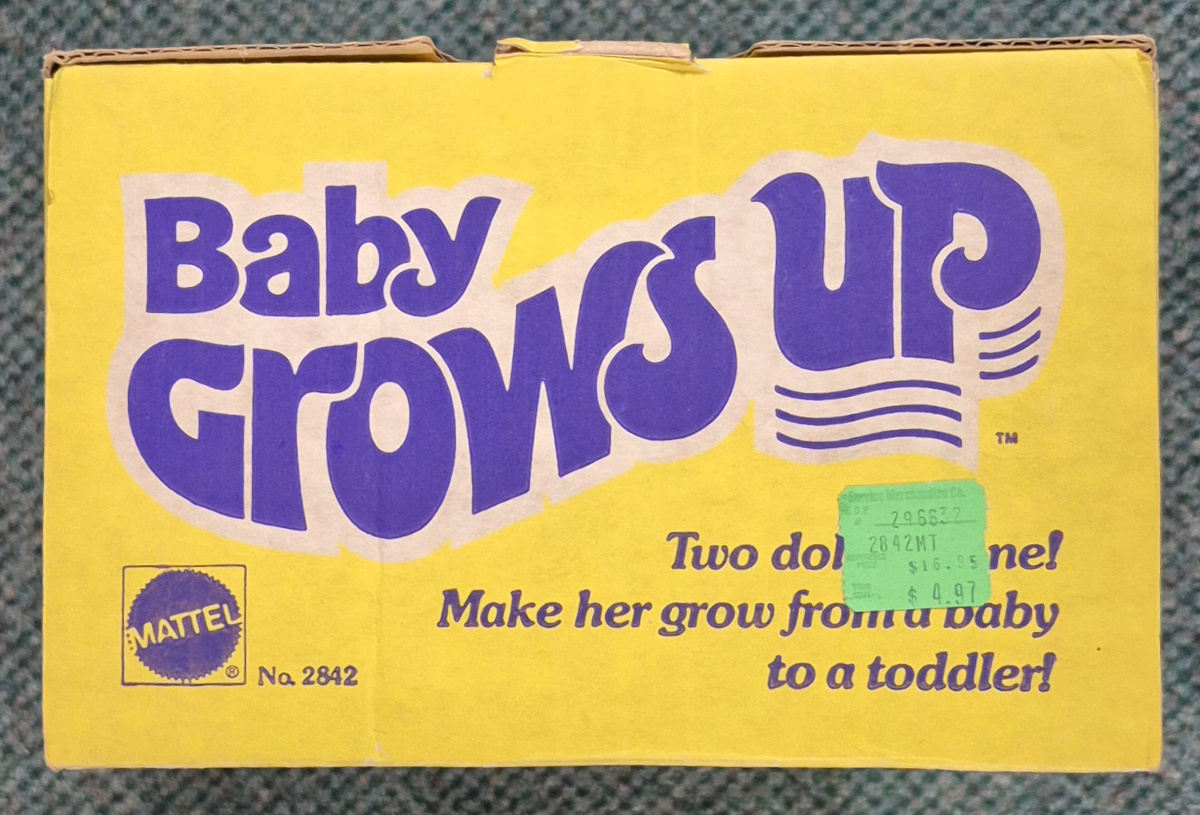 Baby
Grows Up
TM
Service Merchandise Co.
296632
2842MT
$16.95
$ 4.97
Two dol ne!
Make her grow from a baby
to a toddler!
MATTEL
®
No. 2842